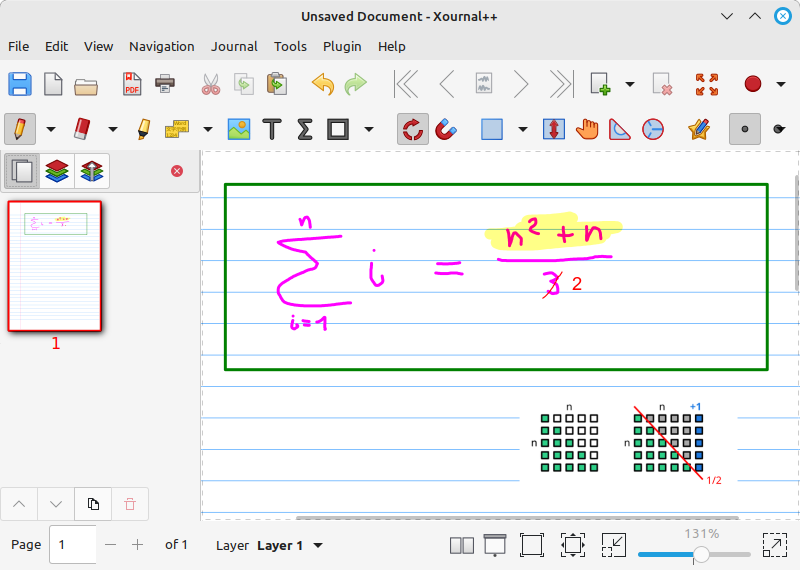 Unsaved Document - Xournal++
File Edit View Navigation Journal Tools Plugin Help
PDF
T Σ
n
∑ i = n² + n
3 2
i=1
1
n n +1
n n
1/2
131%
Page 1 of 1 Layer Layer 1